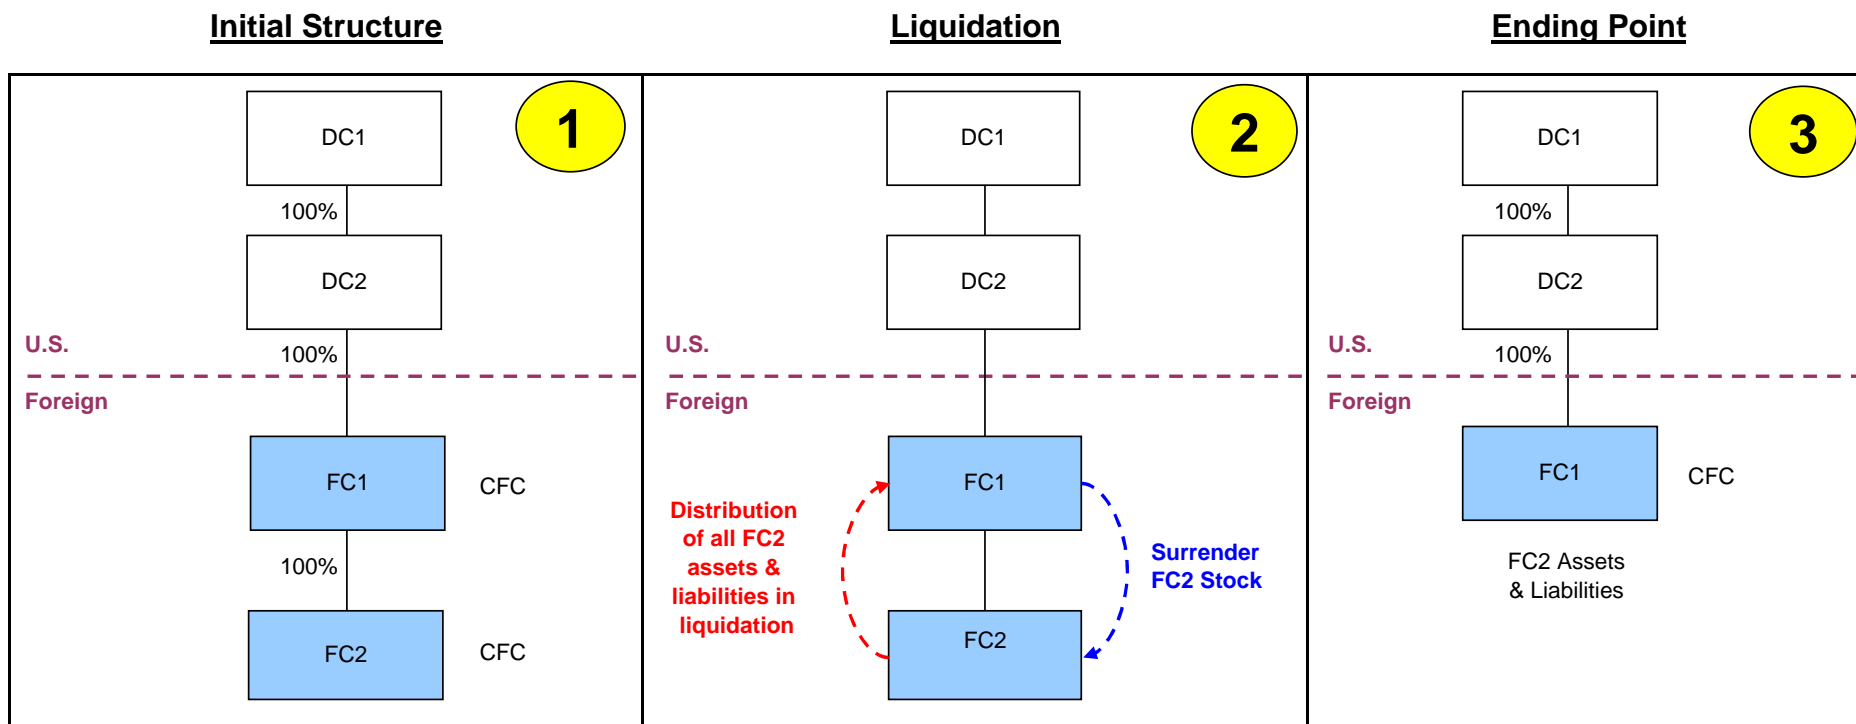 Initial Structure
Liquidation
Ending Point
1
DC1
100%
DC2
U.S.
100%
Foreign
FC1
CFC
100%
FC2
CFC
2
DC1
DC2
U.S.
Foreign
FC1
Distribution
of all FC2
assets &
liabilities in
liquidation
Surrender
FC2 Stock
FC2
3
DC1
100%
DC2
U.S.
100%
Foreign
FC1
CFC
FC2 Assets
& Liabilities